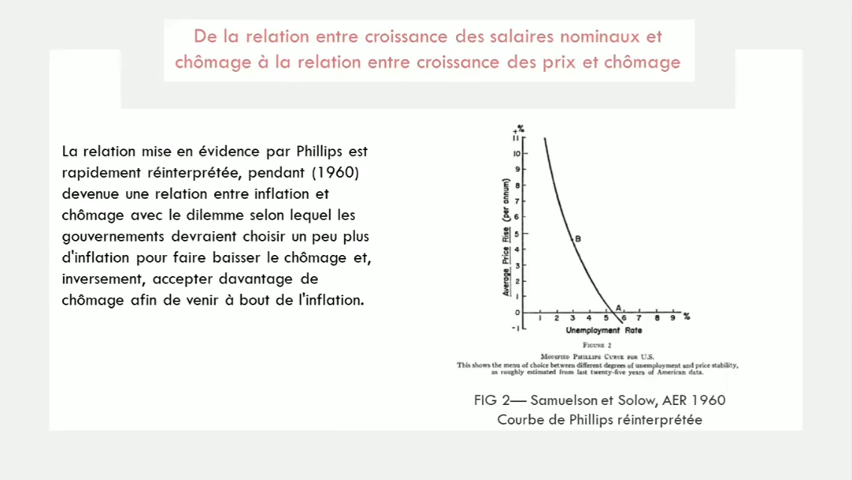 De la relation entre croissance des salaires nominaux et
chômage à la relation entre croissance des prix et chômage
La relation mise en évidence par Phillips est
rapidement réinterprétée, pendant (1960)
devenue une relation entre inflation et
chômage avec le dilemme selon lequel les
gouvernements devraient choisir un peu plus
d'inflation pour faire baisser le chômage et,
inversement, accepter davantage de
chômage afin de venir à bout de l'inflation.
+%
11
10
9
8
7
6
5
4
3
2
1
0
-1
Average Price Rise (per annum)
B
A
1 2 3 4 5 6 7 8 9 %
Unemployment Rate
FIGURE 2
MODIFIED PHILLIPS CURVE FOR U.S.
This shows the menu of choice between different degrees of unemployment and price stability,
as roughly estimated from last twenty-five years of American data.
FIG 2— Samuelson et Solow, AER 1960
Courbe de Phillips réinterprétée